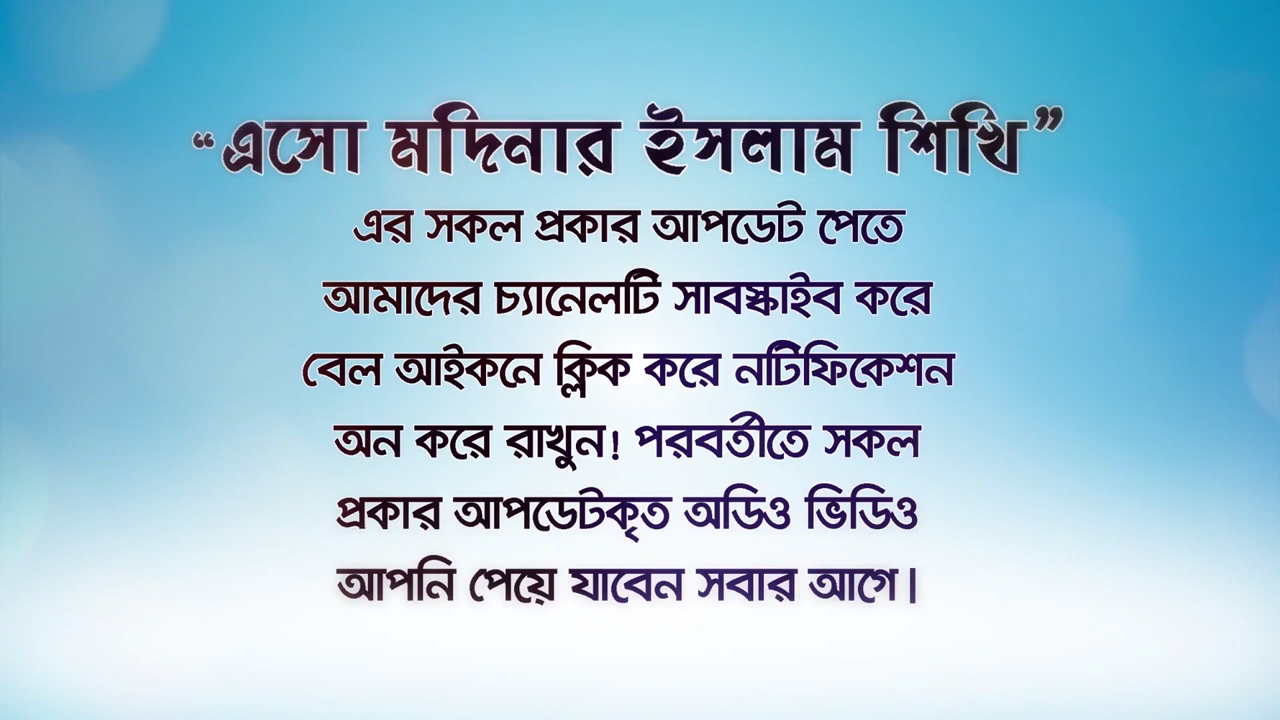 “এসো মদিনার ইসলাম শিখি”
এর সকল প্রকার আপডেট পেতে
আমাদের চ্যানেলটি সাবস্কাইব করে
বেল আইকনে ক্লিক করে নটিফিকেশন
অন করে রাখুন! পরবর্তীতে সকল
প্রকার আপডেটকৃত অডিও ভিডিও
আপনি পেয়ে যাবেন সবার আগে।